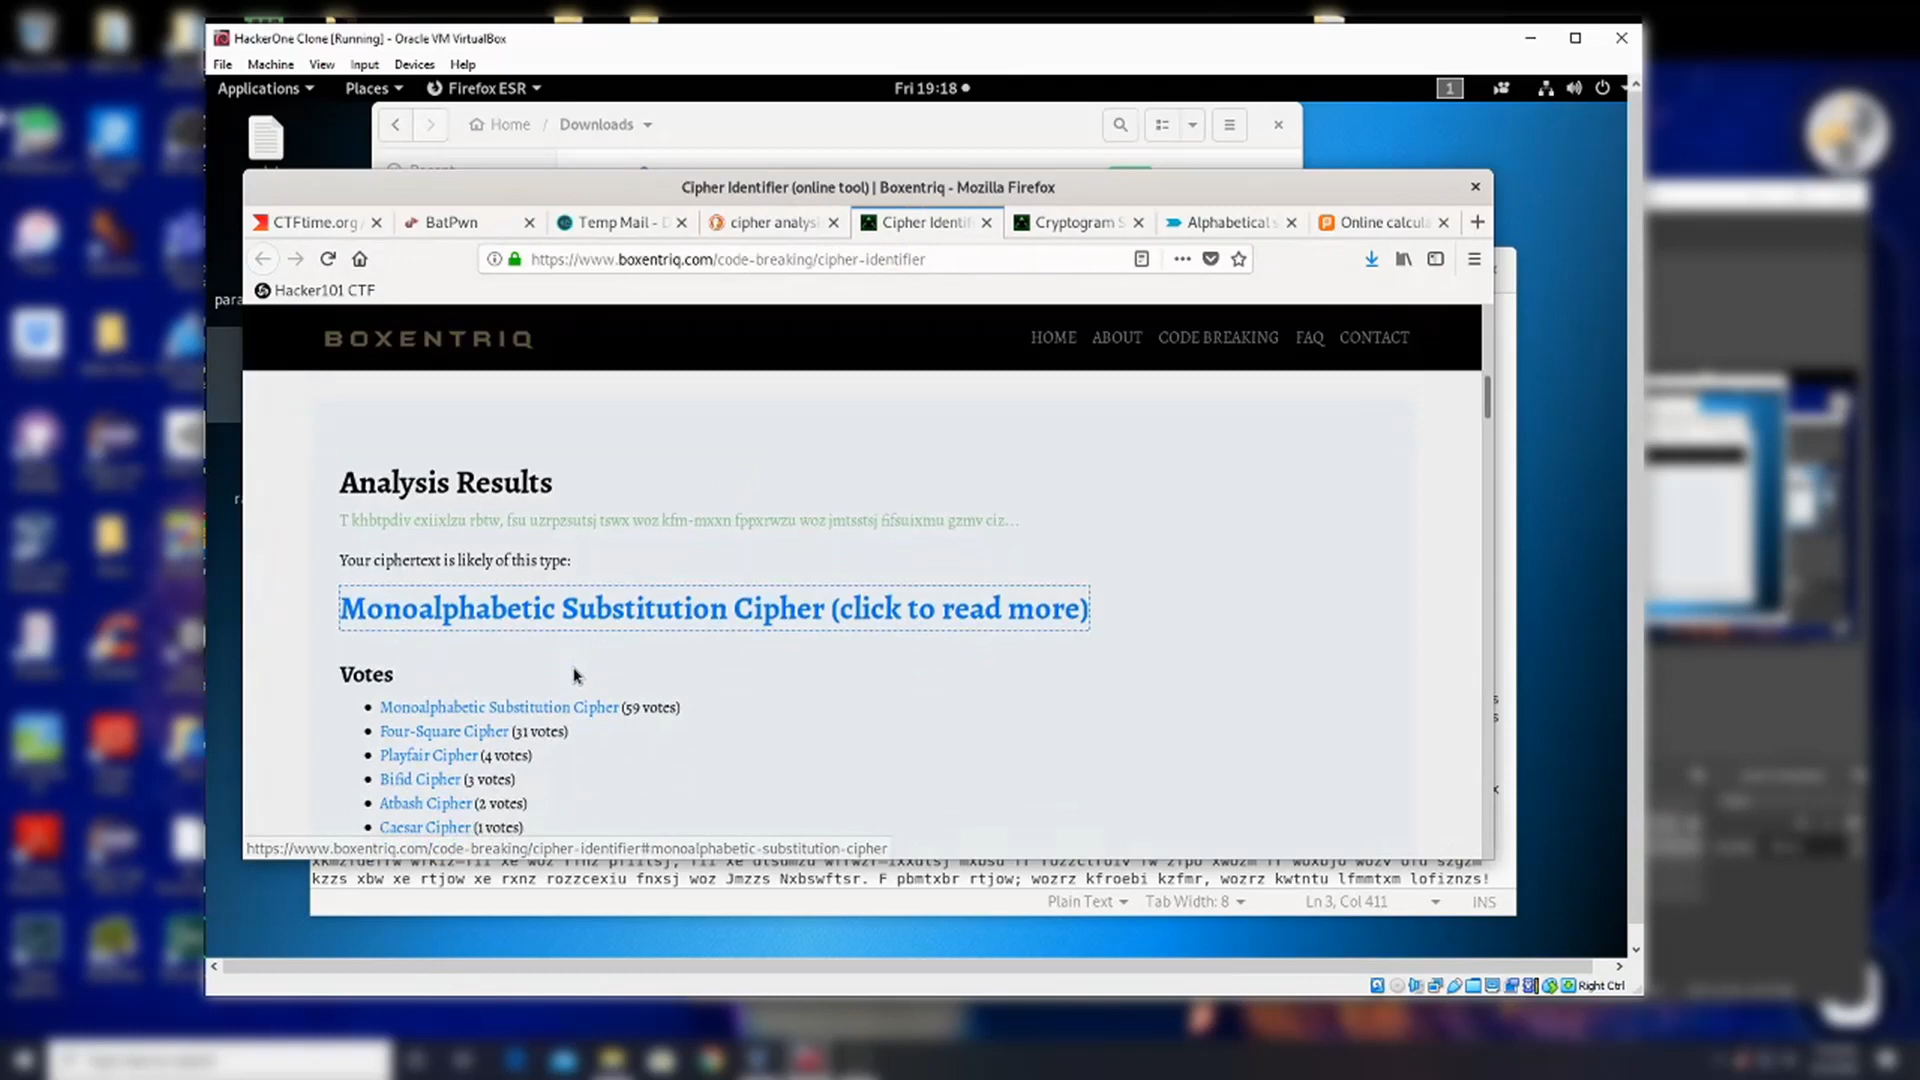 HackerOne Clone [Running] - Oracle VM VirtualBox
File Machine View Input Devices Help
Applications Places Firefox ESR Fri 19:18 1
Home / Downloads
Cipher Identifier (online tool) | Boxentriq - Mozilla Firefox
CTFtime.org BatPwn Temp Mail - D cipher analysi Cipher Identif Cryptogram S Alphabetical s Online calcula
https://www.boxentriq.com/code-breaking/cipher-identifier
Hacker101 CTF
para
BOXENTRIQ HOME ABOUT CODE BREAKING FAQ CONTACT
Analysis Results
T khbtpdiv exiixlzu rbtw, fsu uzrpzsutsj tswx woz kfm-mxxn fppxrwzu woz jmtsstsj fifsuixmu gzmv ciz...
Your ciphertext is likely of this type:
Monoalphabetic Substitution Cipher (click to read more)
Votes
• Monoalphabetic Substitution Cipher (59 votes)
• Four-Square Cipher (31 votes)
• Playfair Cipher (4 votes)
• Bifid Cipher (3 votes)
• Atbash Cipher (2 votes)
• Caesar Cipher (1 votes)
https://www.boxentriq.com/code-breaking/cipher-identifier#monoalphabetic-substitution-cipher
kzzs xbw xe rtjow xe rxnz rozzcexiu fnxsj woz Jmzzs Nxbswftsr. F pbmtxbr rtjow; wozrz kfroebi kzfmr, wozrz kwtntu lfmmtxm lofiznzs!
Plain Text Tab Width: 8 Ln 3, Col 411 INS
Right Ctrl